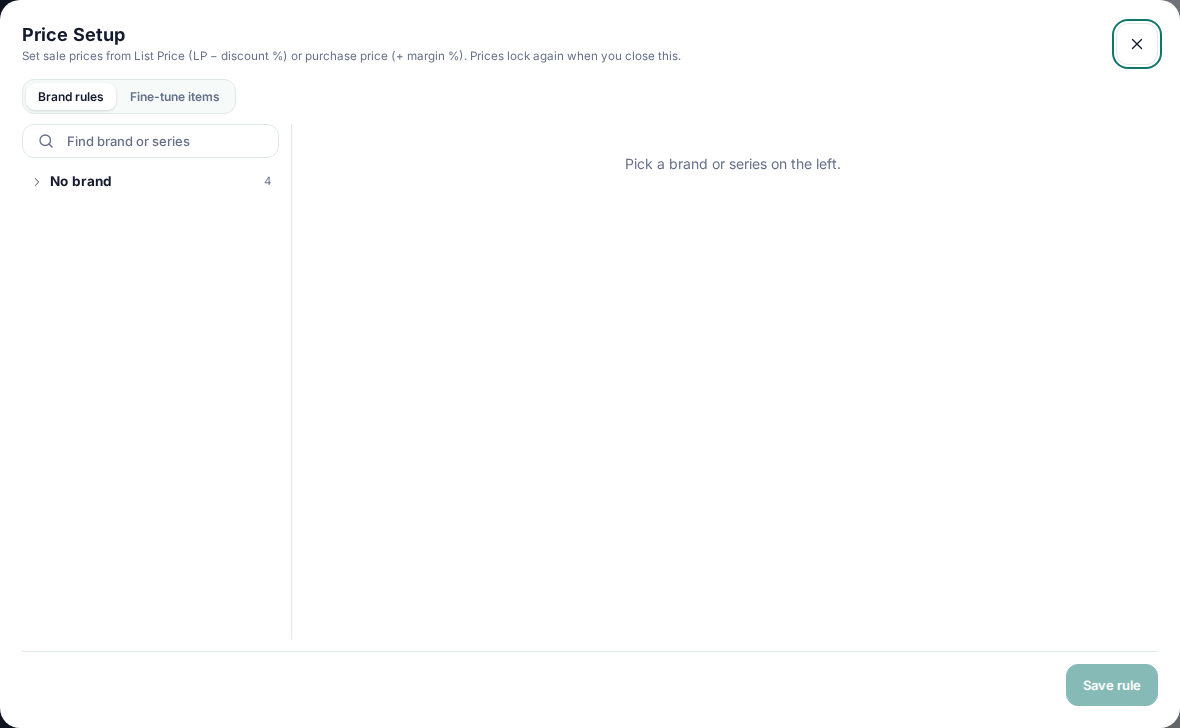 Price Setup
Set sale prices from List Price (LP − discount %) or purchase price (+ margin %). Prices lock again when you close this.
Brand rules
Fine-tune items
Find brand or series
No brand
4
Pick a brand or series on the left.
Save rule